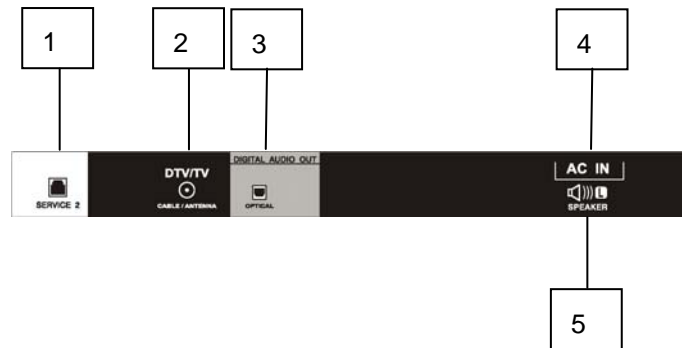 1
2
3
4
DIGITAL AUDIO OUT
DTV/TV
AC IN
SERVICE 2
CABLE / ANTENNA
OPTICAL
L
SPEAKER
5